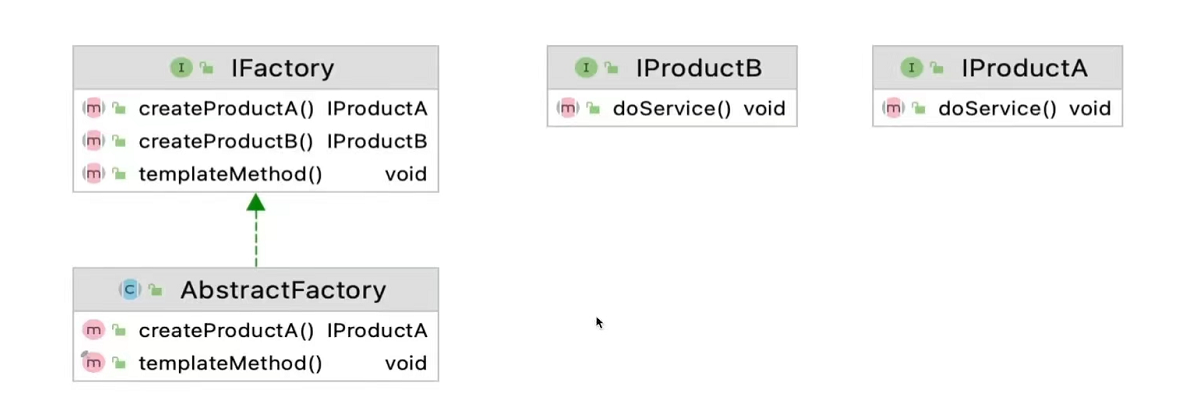 IFactory
createProductA() IProductA
createProductB() IProductB
templateMethod() void
IProductB
doService() void
IProductA
doService() void
AbstractFactory
createProductA() IProductA
templateMethod() void